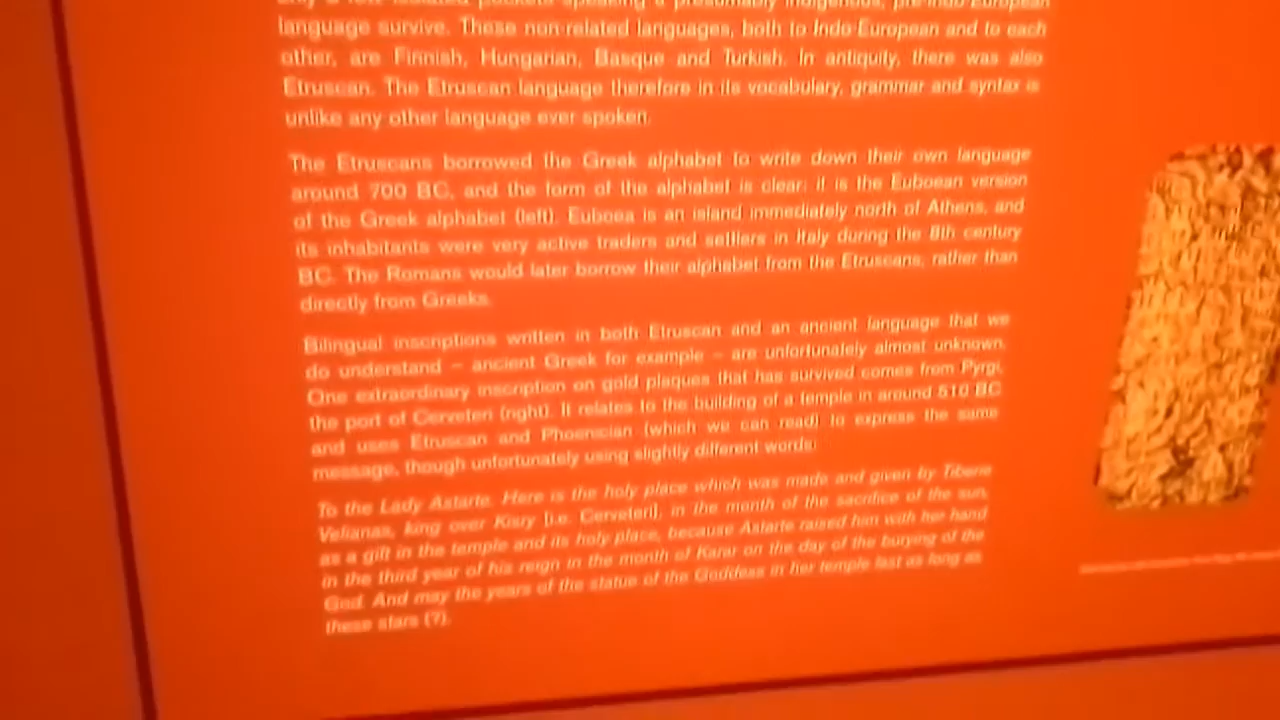 only a few isolated pockets speaking a presumably indigenous, pre-Indo-European
language survive. These non-related languages, both to Indo-European and to each
other, are Finnish, Hungarian, Basque and Turkish. In antiquity, there was also
Etruscan. The Etruscan language therefore in its vocabulary, grammar and syntax is
unlike any other language ever spoken.
The Etruscans borrowed the Greek alphabet to write down their own language
around 700 BC, and the form of the alphabet is clear: it is the Euboean version
of the Greek alphabet (left). Euboea is an island immediately north of Athens, and
its inhabitants were very active traders and settlers in Italy during the 8th century
BC. The Romans would later borrow their alphabet from the Etruscans, rather than
directly from Greeks.
Bilingual inscriptions written in both Etruscan and an ancient language that we
do understand – ancient Greek for example – are unfortunately almost unknown.
One extraordinary inscription on gold plaques that has survived comes from Pyrgi,
the port of Cerveteri (right). It relates to the building of a temple in around 510 BC
and uses Etruscan and Phoenician (which we can read) to express the same
message, though unfortunately using slightly different words:
To the Lady Astarte. Here is the holy place which was made and given by Tiberie
Velianas, king over Kisry [i.e. Cerveteri], in the month of the sacrifice of the sun,
as a gift in the temple and its holy place, because Astarte raised him with her hand
in the third year of his reign in the month of Karar on the day of the burying of the
God. And may the years of the statue of the Goddess in her temple last as long as
these stars (?).